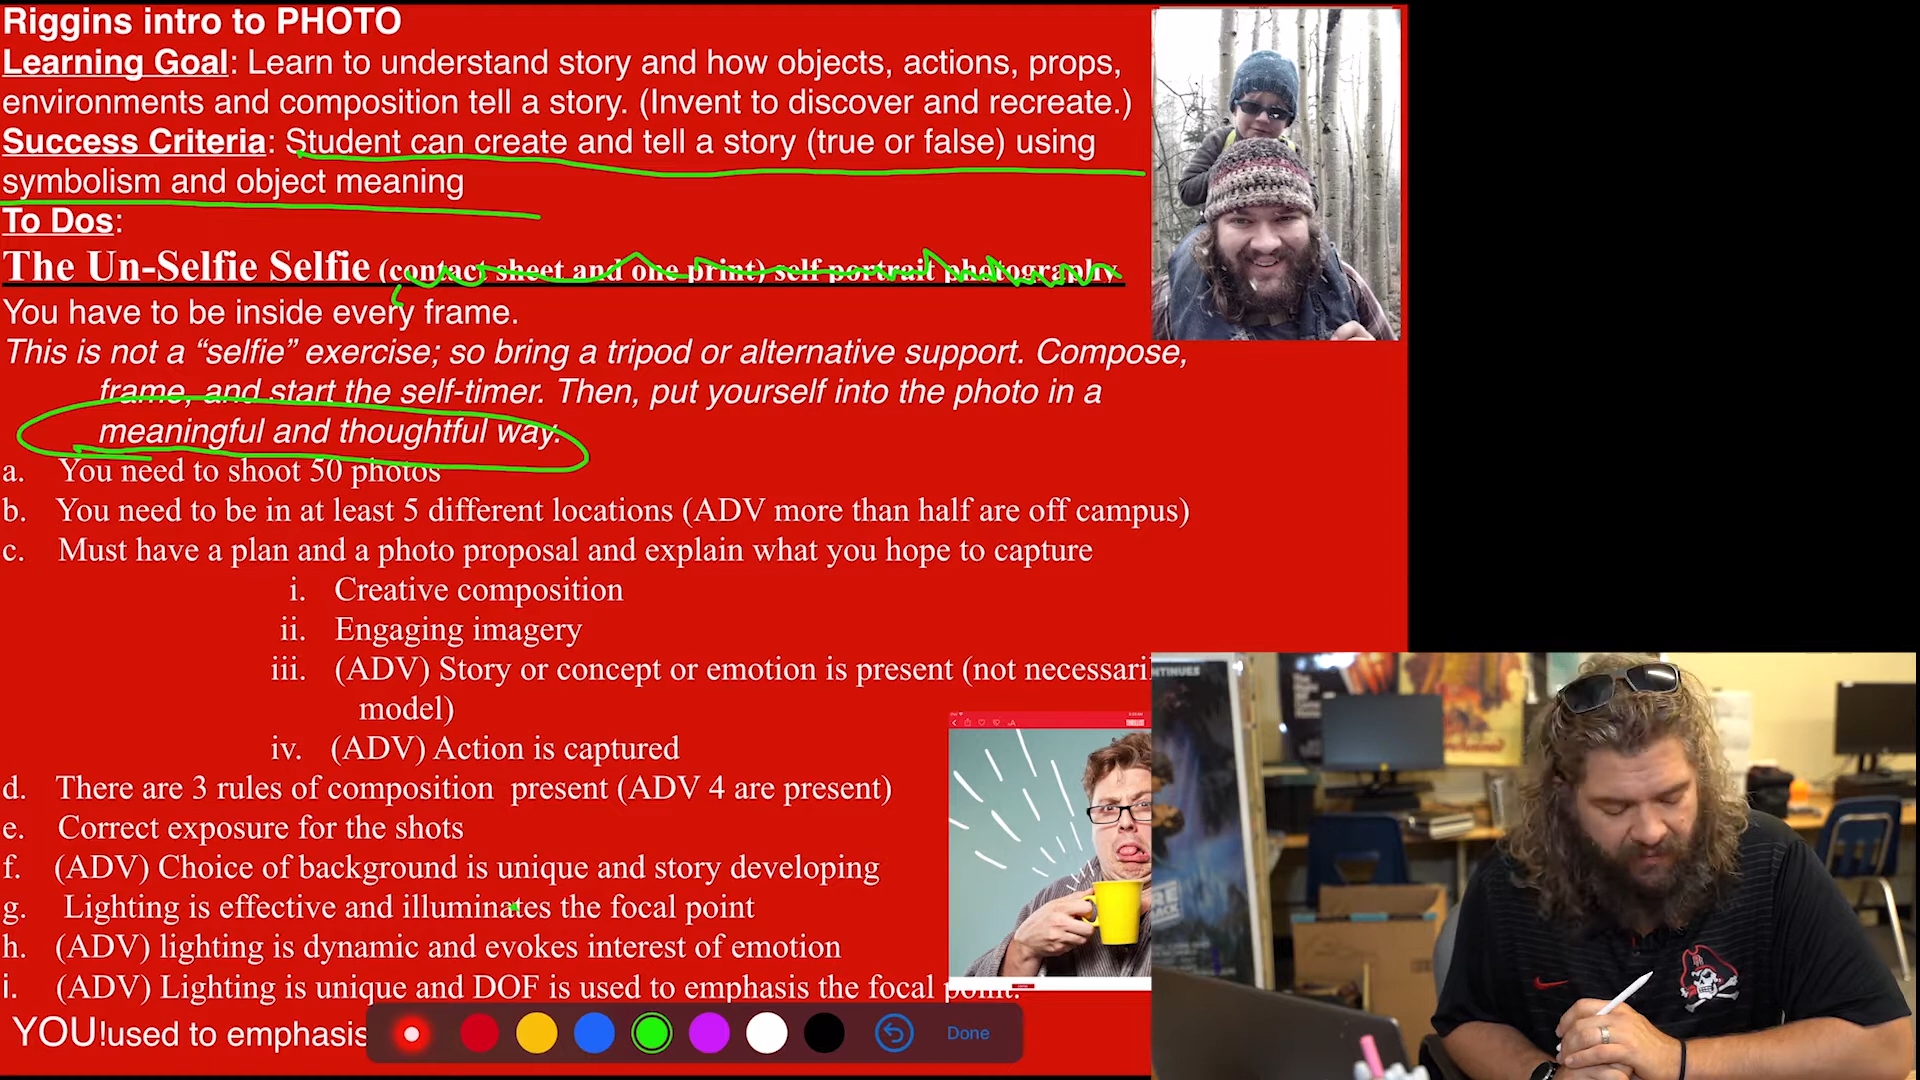 Riggins intro to PHOTO
Learning Goal: Learn to understand story and how objects, actions, props,
environments and composition tell a story. (Invent to discover and recreate.)
Success Criteria: Student can create and tell a story (true or false) using
symbolism and object meaning
To Dos:
The Un-Selfie Selfie (contact sheet and one print) self portrait photography
You have to be inside every frame.
This is not a “selfie” exercise; so bring a tripod or alternative support. Compose,
frame, and start the self-timer. Then, put yourself into the photo in a
meaningful and thoughtful way.
a. You need to shoot 50 photos
b. You need to be in at least 5 different locations (ADV more than half are off campus)
c. Must have a plan and a photo proposal and explain what you hope to capture
i. Creative composition
ii. Engaging imagery
iii. (ADV) Story or concept or emotion is present (not necessari
model)
iv. (ADV) Action is captured
d. There are 3 rules of composition present (ADV 4 are present)
e. Correct exposure for the shots
f. (ADV) Choice of background is unique and story developing
g. Lighting is effective and illuminates the focal point
h. (ADV) lighting is dynamic and evokes interest of emotion
i. (ADV) Lighting is unique and DOF is used to emphasis the focal point.
YOU!used to emphasis
Done
NTINUES